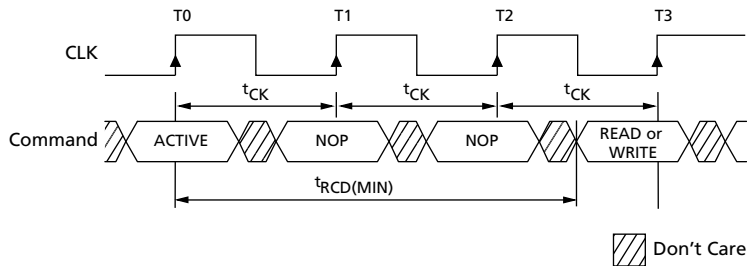 T0 T1 T2 T3
CLK
tCK tCK tCK
Command ACTIVE NOP NOP READ or
WRITE
tRCD(MIN)
Don't Care